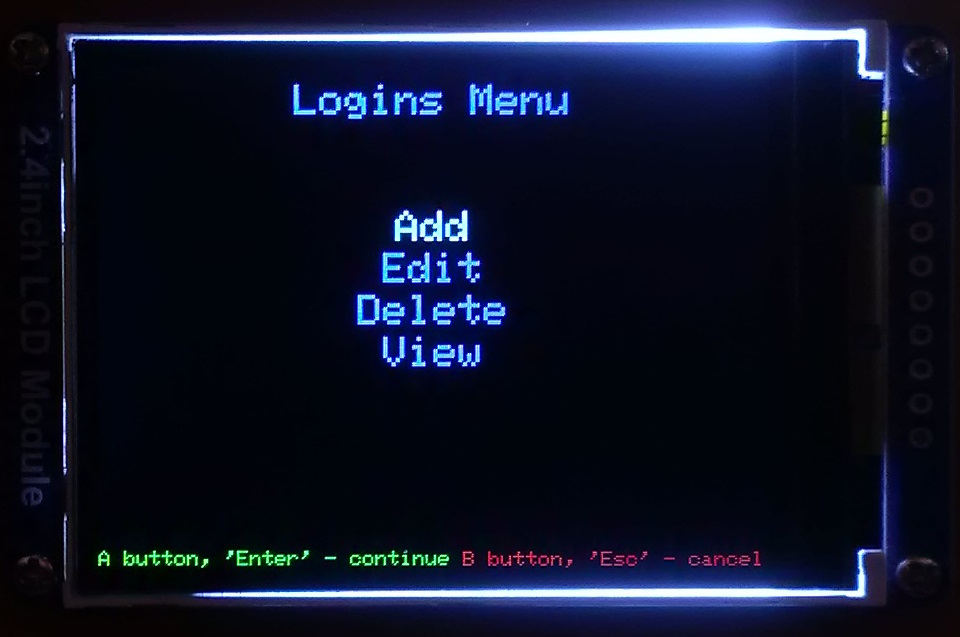 Logins Menu
Add
Edit
Delete
View
A button, 'Enter' - continue B button, 'Esc' - cancel
2.4inch LCD Module